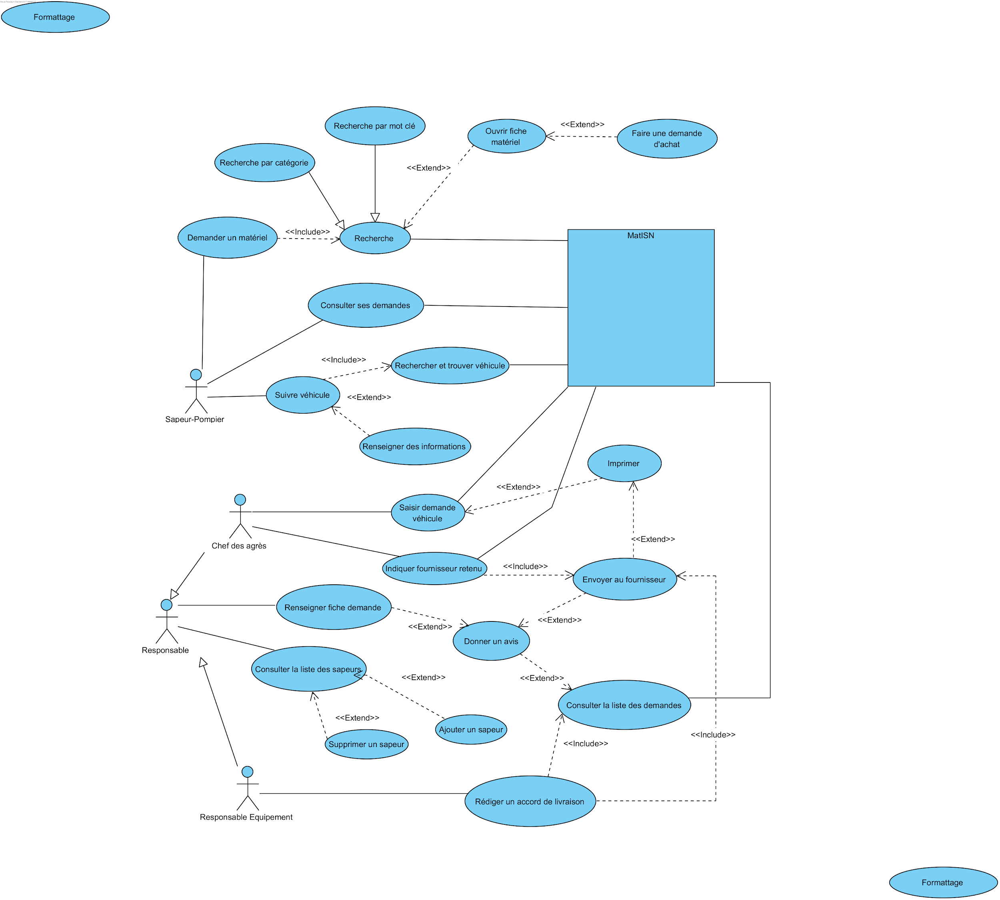 Formattage
Recherche par mot clé
<<Extend>>
Ouvrir fiche
matériel
Faire une demande
d'achat
Recherche par catégorie
<<Extend>>
<<Include>>
MatISN
Demander un matériel
Recherche
Consulter ses demandes
<<Include>>
Rechercher et trouver véhicule
Suivre véhicule
<<Extend>>
Sapeur-Pompier
Renseigner des informations
Imprimer
<<Extend>>
Saisir demande
véhicule
Chef des agrès
<<Extend>>
Indiquer fournisseur retenu
<<Include>>
Envoyer au fournisseur
Renseigner fiche demande
<<Extend>>
<<Extend>>
Donner un avis
Responsable
Consulter la liste des sapeurs
<<Extend>>
<<Extend>>
Consulter la liste des demandes
<<Extend>>
Ajouter un sapeur
<<Include>>
<<Include>>
Supprimer un sapeur
Rédiger un accord de livraison
Responsable Equipement
Formattage